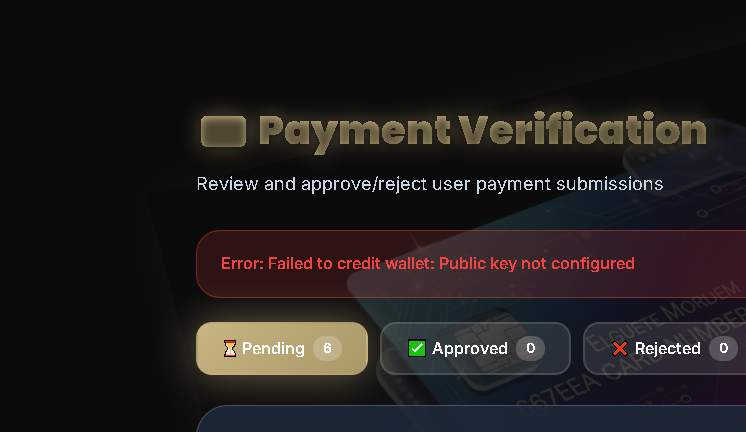 Payment Verification
Review and approve/reject user payment submissions
Error: Failed to credit wallet: Public key not configured
Pending 6
Approved 0
Rejected 0